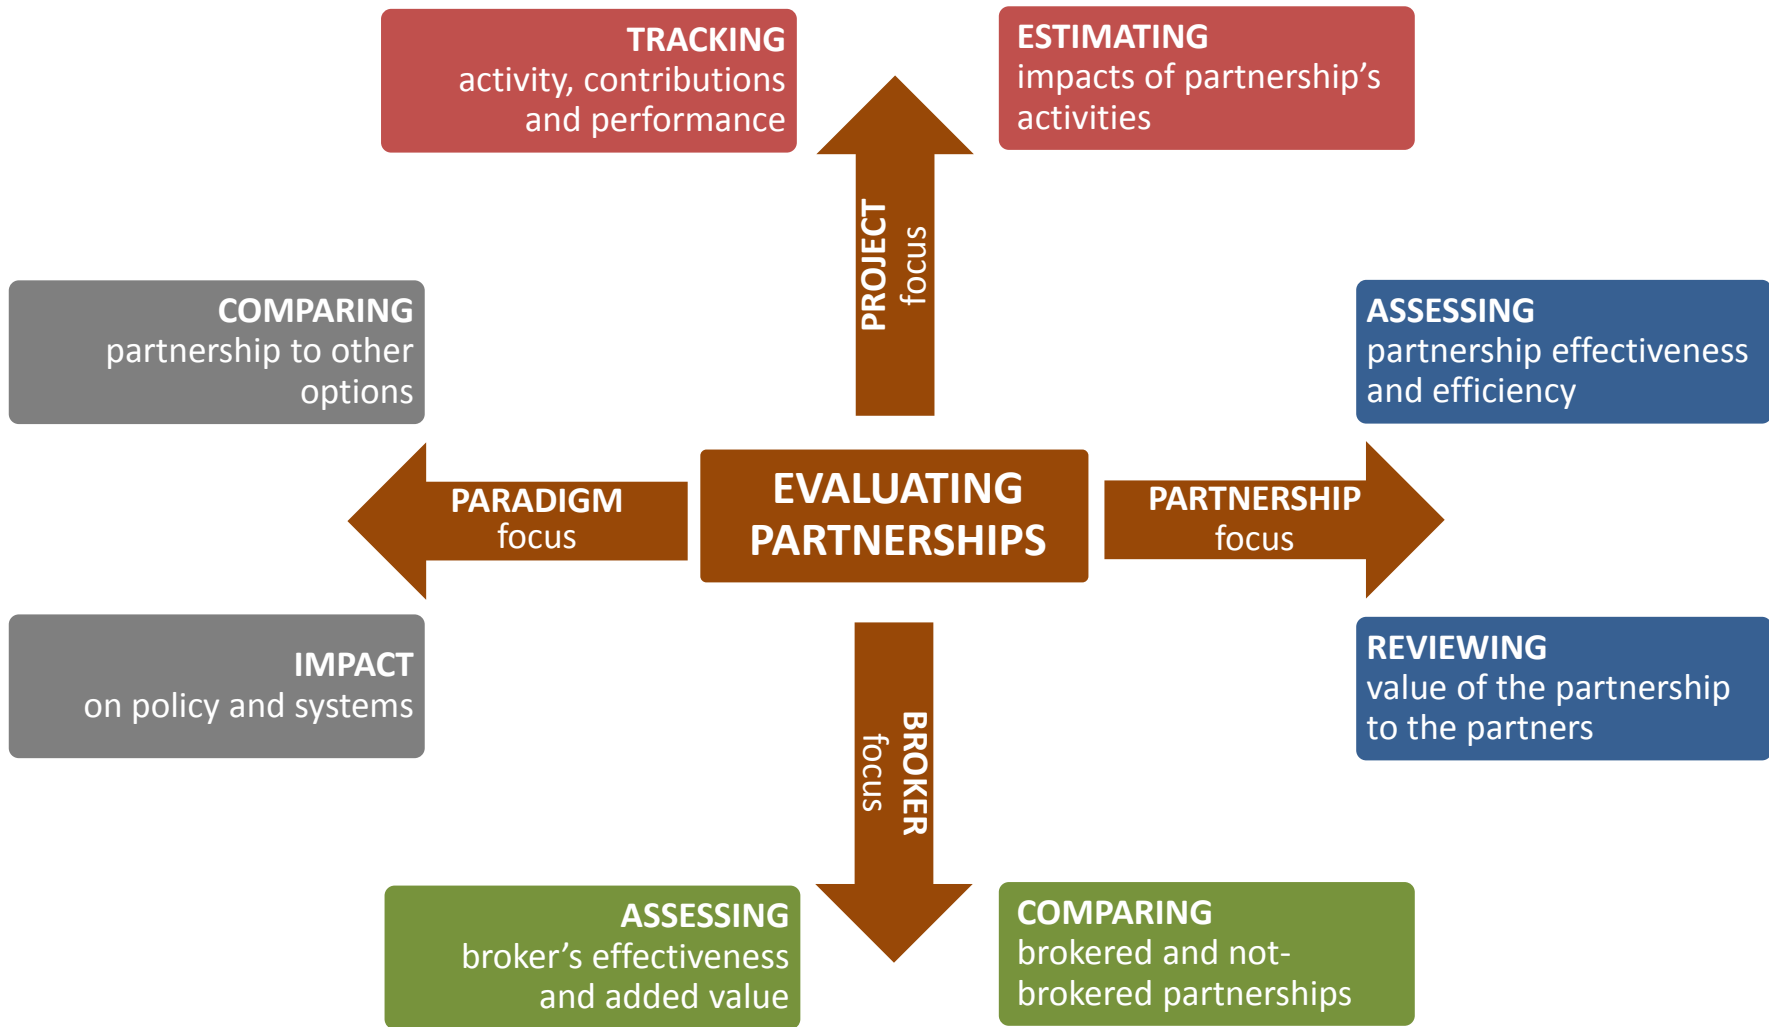 TRACKING
activity, contributions
and performance
ESTIMATING
impacts of partnership’s
activities
PROJECT
focus
COMPARING
partnership to other
options
ASSESSING
partnership effectiveness
and efficiency
PARADIGM
focus
EVALUATING
PARTNERSHIPS
PARTNERSHIP
focus
IMPACT
on policy and systems
REVIEWING
value of the partnership
to the partners
BROKER
focus
ASSESSING
broker’s effectiveness
and added value
COMPARING
brokered and not-
brokered partnerships